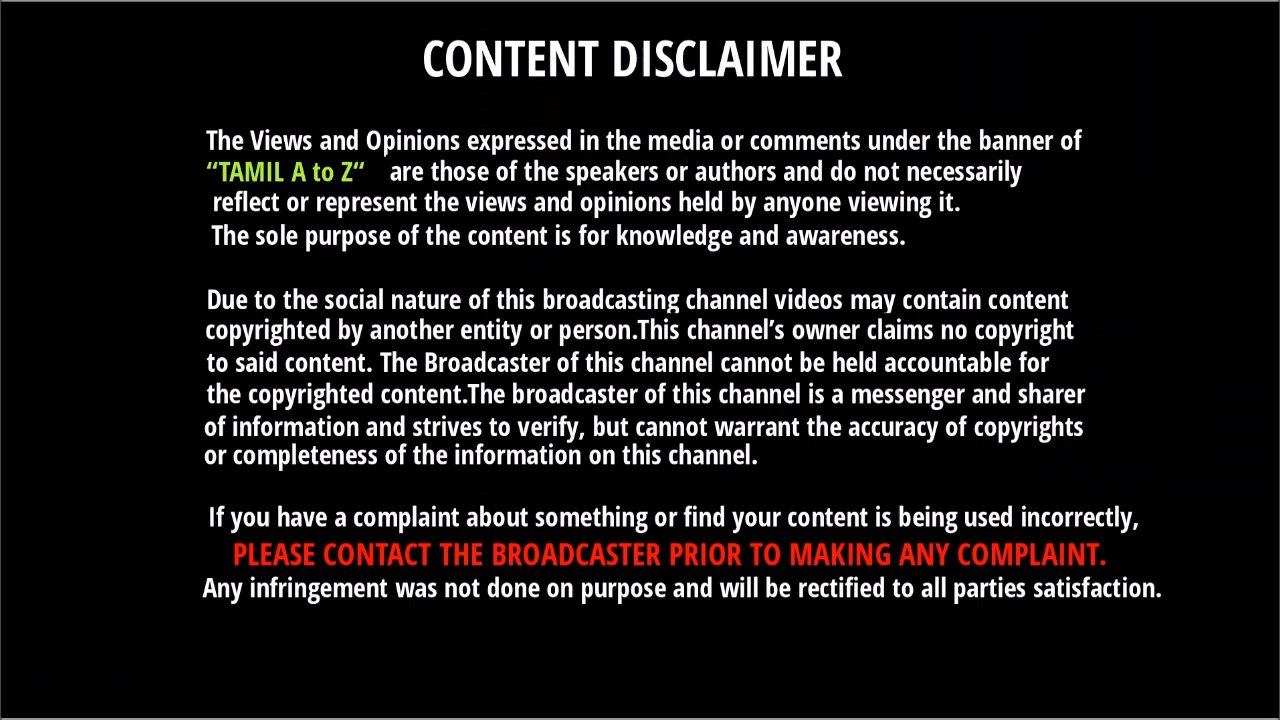 CONTENT DISCLAIMER
The Views and Opinions expressed in the media or comments under the banner of
“TAMIL A to Z“ are those of the speakers or authors and do not necessarily
reflect or represent the views and opinions held by anyone viewing it.
The sole purpose of the content is for knowledge and awareness.
Due to the social nature of this broadcasting channel videos may contain content
copyrighted by another entity or person.This channel’s owner claims no copyright
to said content. The Broadcaster of this channel cannot be held accountable for
the copyrighted content.The broadcaster of this channel is a messenger and sharer
of information and strives to verify, but cannot warrant the accuracy of copyrights
or completeness of the information on this channel.
If you have a complaint about something or find your content is being used incorrectly,
PLEASE CONTACT THE BROADCASTER PRIOR TO MAKING ANY COMPLAINT.
Any infringement was not done on purpose and will be rectified to all parties satisfaction.